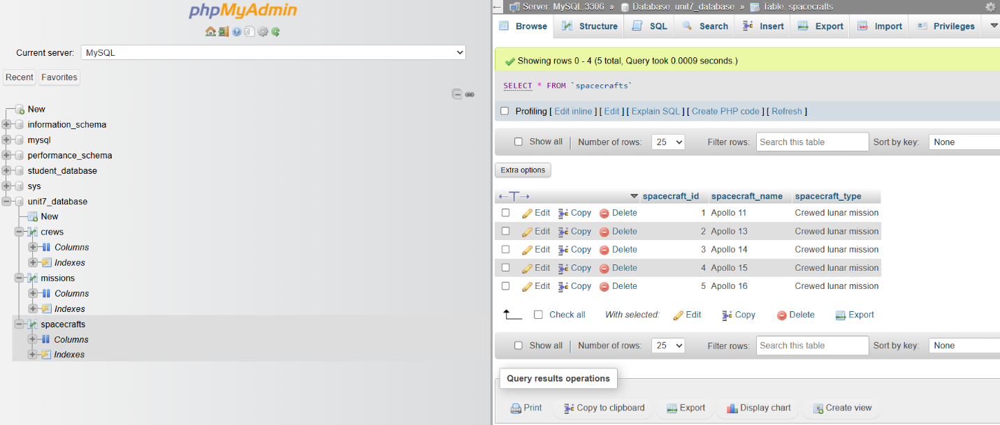 phpMyAdmin
Current server: MySQL
Recent Favorites
New
information_schema
mysql
performance_schema
student_database
sys
unit7_database
New
crews
Columns
Indexes
missions
Columns
Indexes
spacecrafts
Columns
Indexes
Server: MySQL:3306 » Database: unit7_database » Table: spacecrafts
Browse Structure SQL Search Insert Export Import Privileges
Showing rows 0 - 4 (5 total, Query took 0.0009 seconds.)
SELECT * FROM `spacecrafts`
Profiling [ Edit inline ] [ Edit ] [ Explain SQL ] [ Create PHP code ] [ Refresh ]
Show all Number of rows: 25 Filter rows: Search this table Sort by key: None
Extra options
spacecraft_id spacecraft_name spacecraft_type
Edit Copy Delete 1 Apollo 11 Crewed lunar mission
Edit Copy Delete 2 Apollo 13 Crewed lunar mission
Edit Copy Delete 3 Apollo 14 Crewed lunar mission
Edit Copy Delete 4 Apollo 15 Crewed lunar mission
Edit Copy Delete 5 Apollo 16 Crewed lunar mission
Check all With selected: Edit Copy Delete Export
Show all Number of rows: 25 Filter rows: Search this table Sort by key: None
Query results operations
Print Copy to clipboard Export Display chart Create view